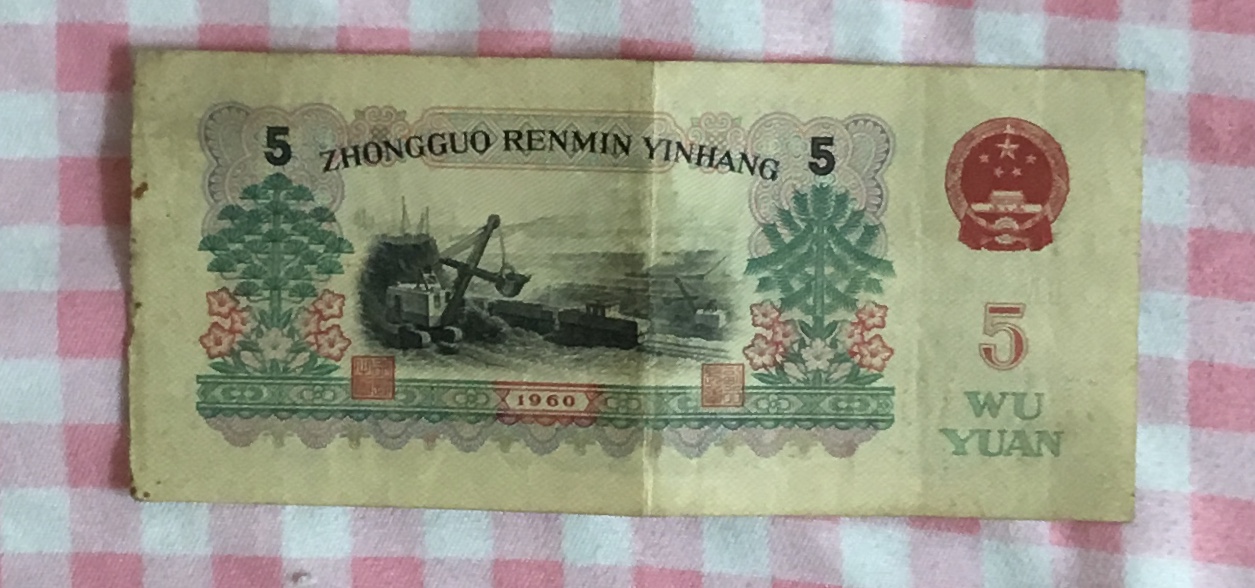 5 ZHONGGUO RENMIN YINHANG 5
1960
5
WU
YUAN